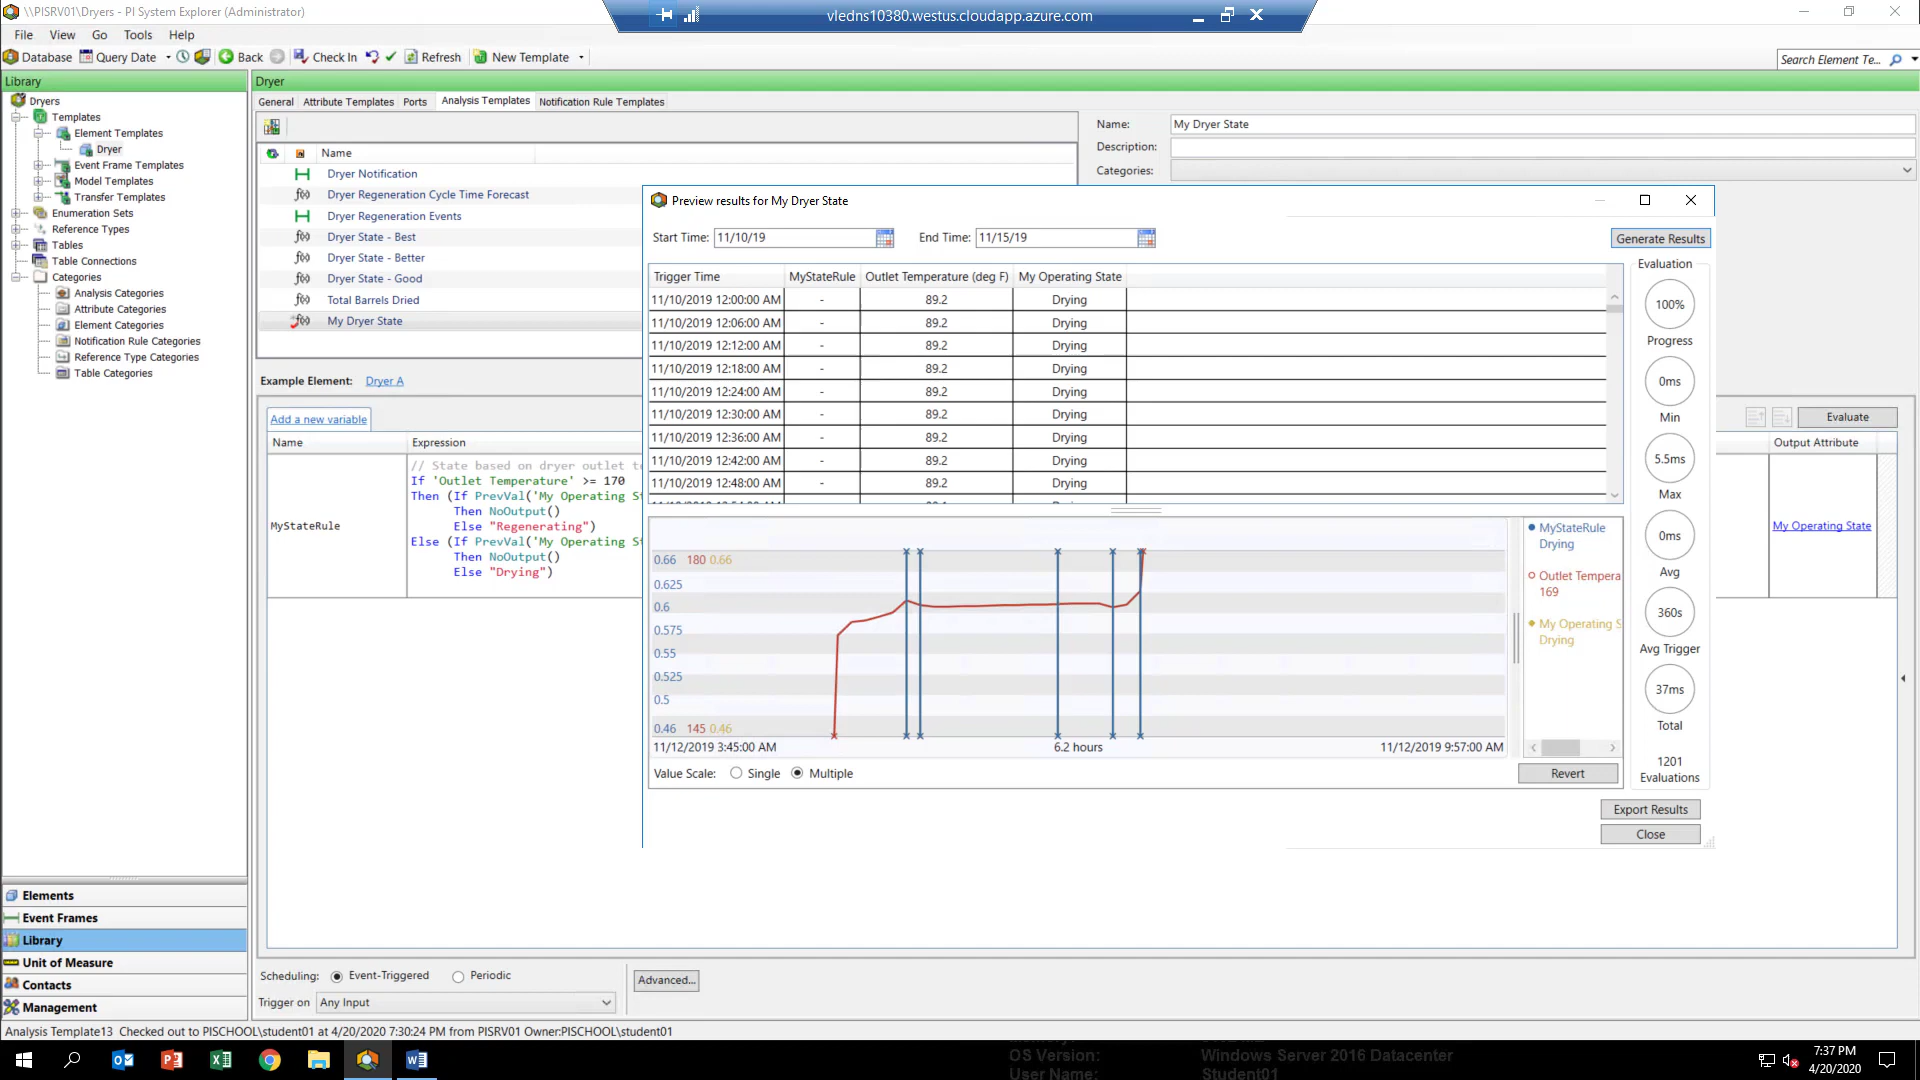 \\PISRV01\Dryers - PI System Explorer (Administrator)
vledns10380.westus.cloudapp.azure.com
File View Go Tools Help
Database Query Date Back Check In Refresh New Template
Search Element Te...
Library
Dryers
Templates
Element Templates
Dryer
Event Frame Templates
Model Templates
Transfer Templates
Enumeration Sets
Reference Types
Tables
Table Connections
Categories
Analysis Categories
Attribute Categories
Element Categories
Notification Rule Categories
Reference Type Categories
Table Categories
Elements
Event Frames
Library
Unit of Measure
Contacts
Management
Dryer
General Attribute Templates Ports Analysis Templates Notification Rule Templates
Name
Dryer Notification
Dryer Regeneration Cycle Time Forecast
Dryer Regeneration Events
Dryer State - Best
Dryer State - Better
Dryer State - Good
Total Barrels Dried
My Dryer State
Name: My Dryer State
Description:
Categories:
Example Element: Dryer A
Add a new variable
Name Expression
MyStateRule
// State based on dryer outlet t
If 'Outlet Temperature' >= 170
Then (If PrevVal('My Operating St
Then NoOutput()
Else "Regenerating")
Else (If PrevVal('My Operating St
Then NoOutput()
Else "Drying")
Evaluate
Output Attribute
My Operating State
Preview results for My Dryer State
Start Time: 11/10/19 End Time: 11/15/19 Generate Results
Trigger Time MyStateRule Outlet Temperature (deg F) My Operating State
11/10/2019 12:00:00 AM - 89.2 Drying
11/10/2019 12:06:00 AM - 89.2 Drying
11/10/2019 12:12:00 AM - 89.2 Drying
11/10/2019 12:18:00 AM - 89.2 Drying
11/10/2019 12:24:00 AM - 89.2 Drying
11/10/2019 12:30:00 AM - 89.2 Drying
11/10/2019 12:36:00 AM - 89.2 Drying
11/10/2019 12:42:00 AM - 89.2 Drying
11/10/2019 12:48:00 AM - 89.2 Drying
0.66 180 0.66
0.625
0.6
0.575
0.55
0.525
0.5
0.46 145 0.46
11/12/2019 3:45:00 AM 6.2 hours 11/12/2019 9:57:00 AM
MyStateRule
Drying
Outlet Tempera
169
My Operating S
Drying
Value Scale: Single Multiple
Revert
Evaluation
100%
Progress
0ms
Min
5.5ms
Max
0ms
Avg
360s
Avg Trigger
37ms
Total
1201
Evaluations
Export Results
Close
Scheduling: Event-Triggered Periodic
Advanced...
Trigger on Any Input
Analysis Template13 Checked out to PISCHOOL\student01 at 4/20/2020 7:30:24 PM from PISRV01 Owner:PISCHOOL\student01
OS Version: Windows Server 2016 Datacenter
User Name: Student01
7:37 PM
4/20/2020